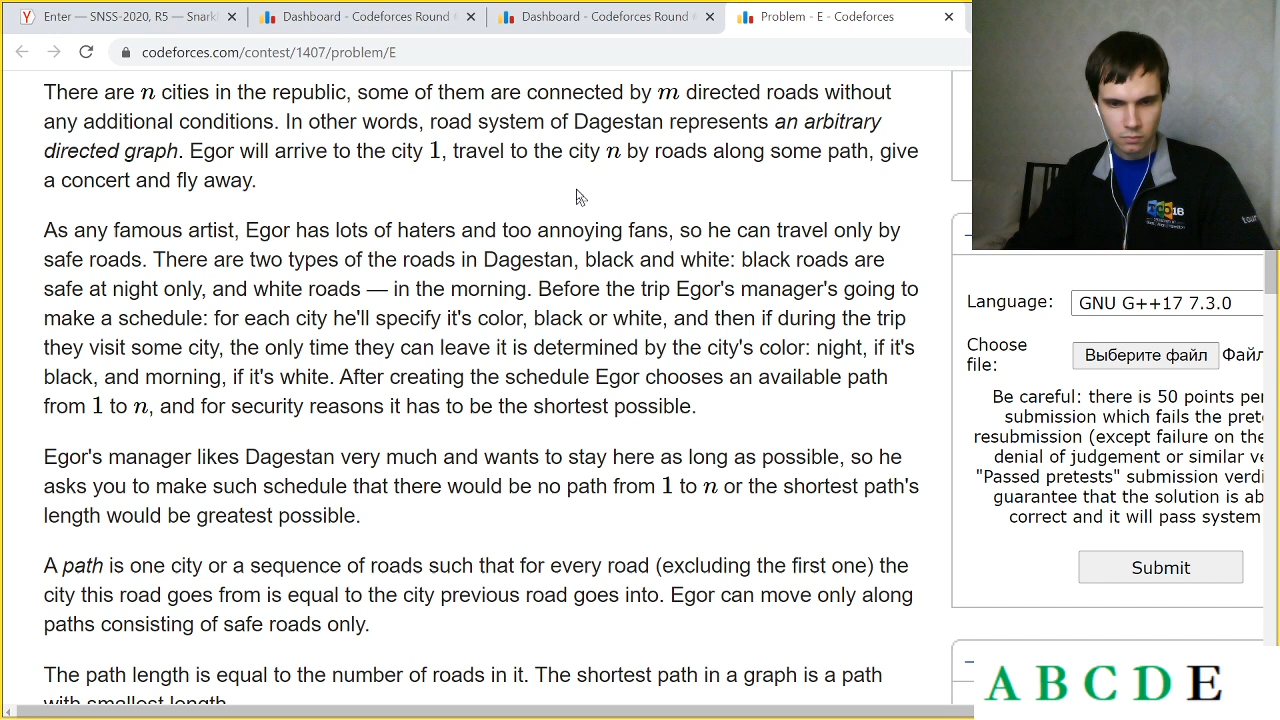 Enter — SNSS-2020, R5 — Snark
Dashboard - Codeforces Round
Dashboard - Codeforces Round
Problem - E - Codeforces
codeforces.com/contest/1407/problem/E
There are n cities in the republic, some of them are connected by m directed roads without
any additional conditions. In other words, road system of Dagestan represents an arbitrary
directed graph. Egor will arrive to the city 1, travel to the city n by roads along some path, give
a concert and fly away.
As any famous artist, Egor has lots of haters and too annoying fans, so he can travel only by
safe roads. There are two types of the roads in Dagestan, black and white: black roads are
safe at night only, and white roads — in the morning. Before the trip Egor's manager's going to
make a schedule: for each city he'll specify it's color, black or white, and then if during the trip
they visit some city, the only time they can leave it is determined by the city's color: night, if it's
black, and morning, if it's white. After creating the schedule Egor chooses an available path
from 1 to n, and for security reasons it has to be the shortest possible.
Egor's manager likes Dagestan very much and wants to stay here as long as possible, so he
asks you to make such schedule that there would be no path from 1 to n or the shortest path's
length would be greatest possible.
A path is one city or a sequence of roads such that for every road (excluding the first one) the
city this road goes from is equal to the city previous road goes into. Egor can move only along
paths consisting of safe roads only.
The path length is equal to the number of roads in it. The shortest path in a graph is a path
with smallest length.
TCO16
Language: GNU G++17 7.3.0
Choose file: Выберите файл Файл
Be careful: there is 50 points per
submission which fails the prete
resubmission (except failure on the
denial of judgement or similar ve
"Passed pretests" submission verdi
guarantee that the solution is ab
correct and it will pass system
Submit
A B C D E